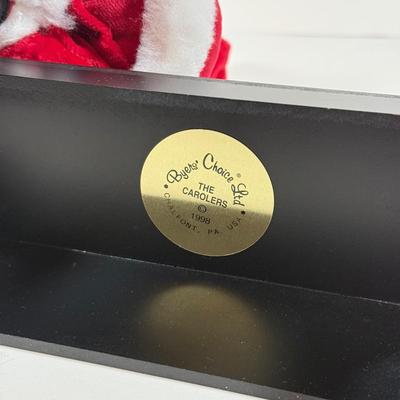 Byers' Choice® Ltd.
THE
CAROLERS
©
1998
CHALFONT, PA. USA